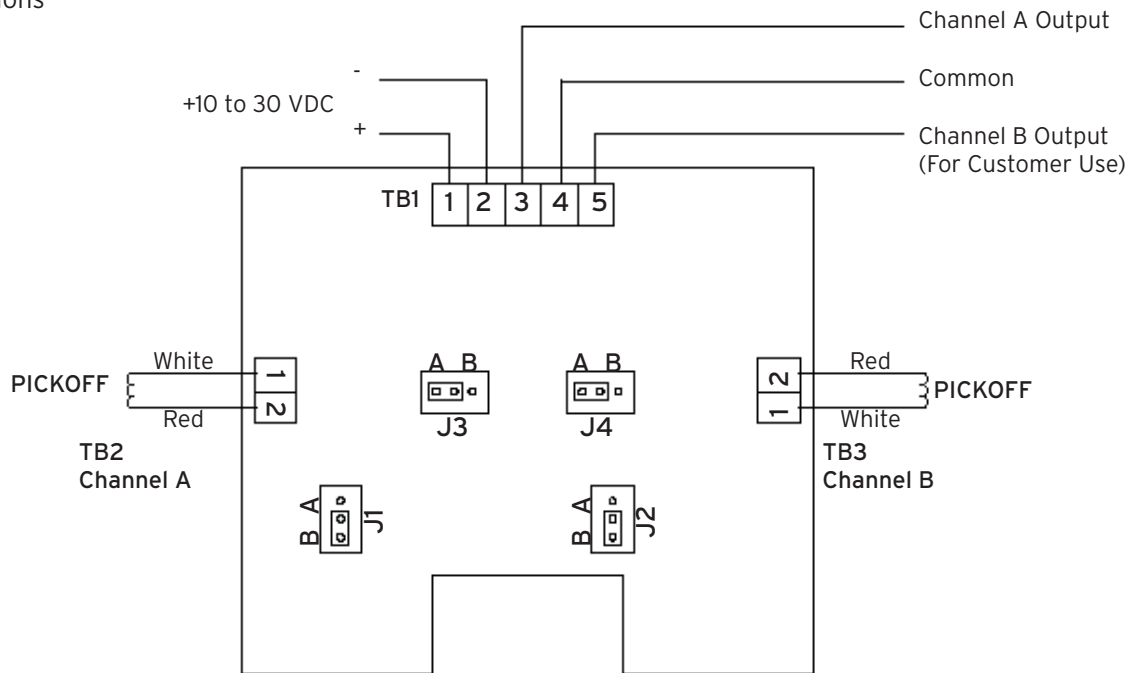 ions
Channel A Output
-
Common
+10 to 30 VDC
+
Channel B Output
(For Customer Use)
TB1 1 2 3 4 5
White
PICKOFF
Red
1
2
TB2
Channel A
A B
J3
A B
J4
2
1
Red
PICKOFF
White
TB3
Channel B
A
B
J1
A
B
J2